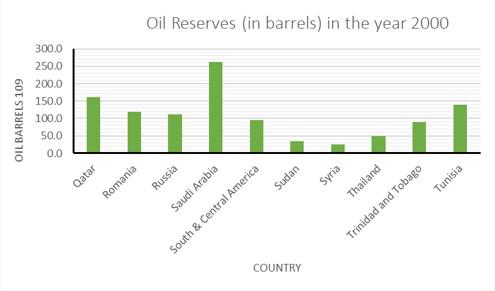 Oil Reserves (in barrels) in the year 2000
OIL BARRELS 109
300.0
250.0
200.0
150.0
100.0
50.0
0.0
Qatar
Romania
Russia
Saudi Arabia
South & Central America
Sudan
Syria
Thailand
Trinidad and Tobago
Tunisia
COUNTRY